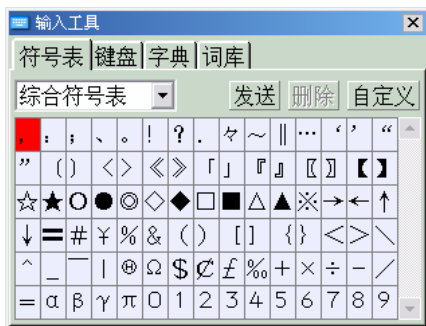 输入工具
符号表 键盘 字典 词库
综合符号表 发送 删除 自定义
， ： ； 、 。 ！ ？ . 々 ～ ‖ … ‘ ’ “
” （ ） 〈 〉 《 》 「 」 『 』 〖 〗 【 】
☆ ★ ○ ● ◎ ◇ ◆ □ ■ △ ▲ ※ → ← ↑
↓ 〓 # ￥ % & ( ) [ ] { } < > \
^ _ ￣ | ⊕ Ω $ ₡ £ ‰ + × ÷ - /
= α β γ π 0 1 2 3 4 5 6 7 8 9